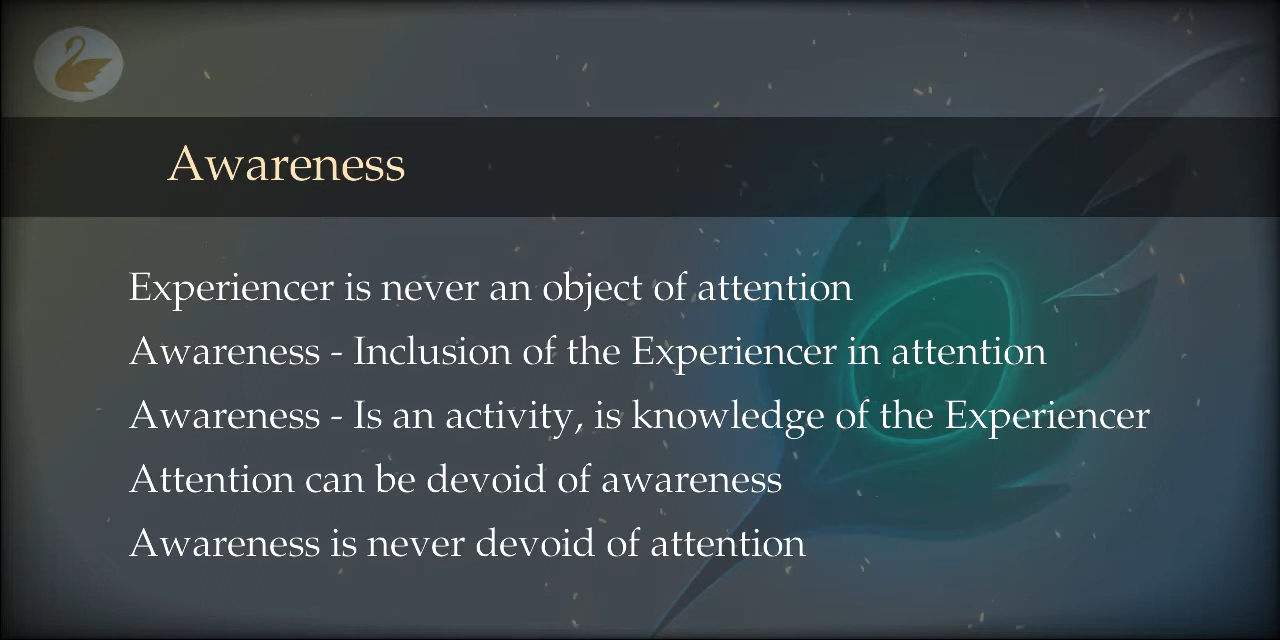 Awareness
Experiencer is never an object of attention
Awareness - Inclusion of the Experiencer in attention
Awareness - Is an activity, is knowledge of the Experiencer
Attention can be devoid of awareness
Awareness is never devoid of attention